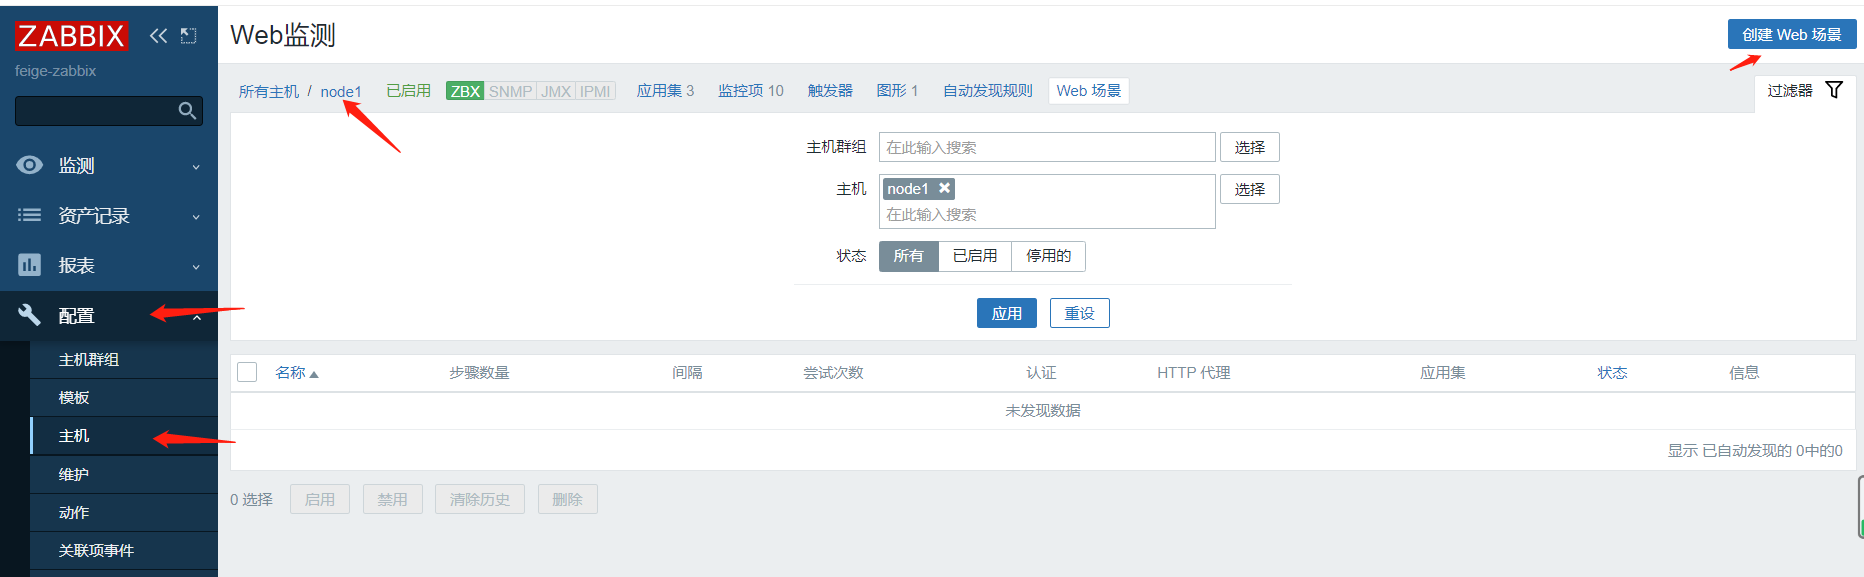 ZABBIX
feige-zabbix
监测
资产记录
报表
配置
主机群组
模板
主机
维护
动作
关联项事件
Web监测
创建 Web 场景
所有主机 / node1 已启用 ZBX SNMP JMX IPMI 应用集 3 监控项 10 触发器 图形 1 自动发现规则 Web 场景
过滤器
主机群组 在此输入搜索 选择
主机 node1 选择
在此输入搜索
状态 所有 已启用 停用的
应用 重设
名称 步骤数量 间隔 尝试次数 认证 HTTP 代理 应用集 状态 信息
未发现数据
显示 已自动发现的 0中的0
0 选择 启用 禁用 清除历史 删除